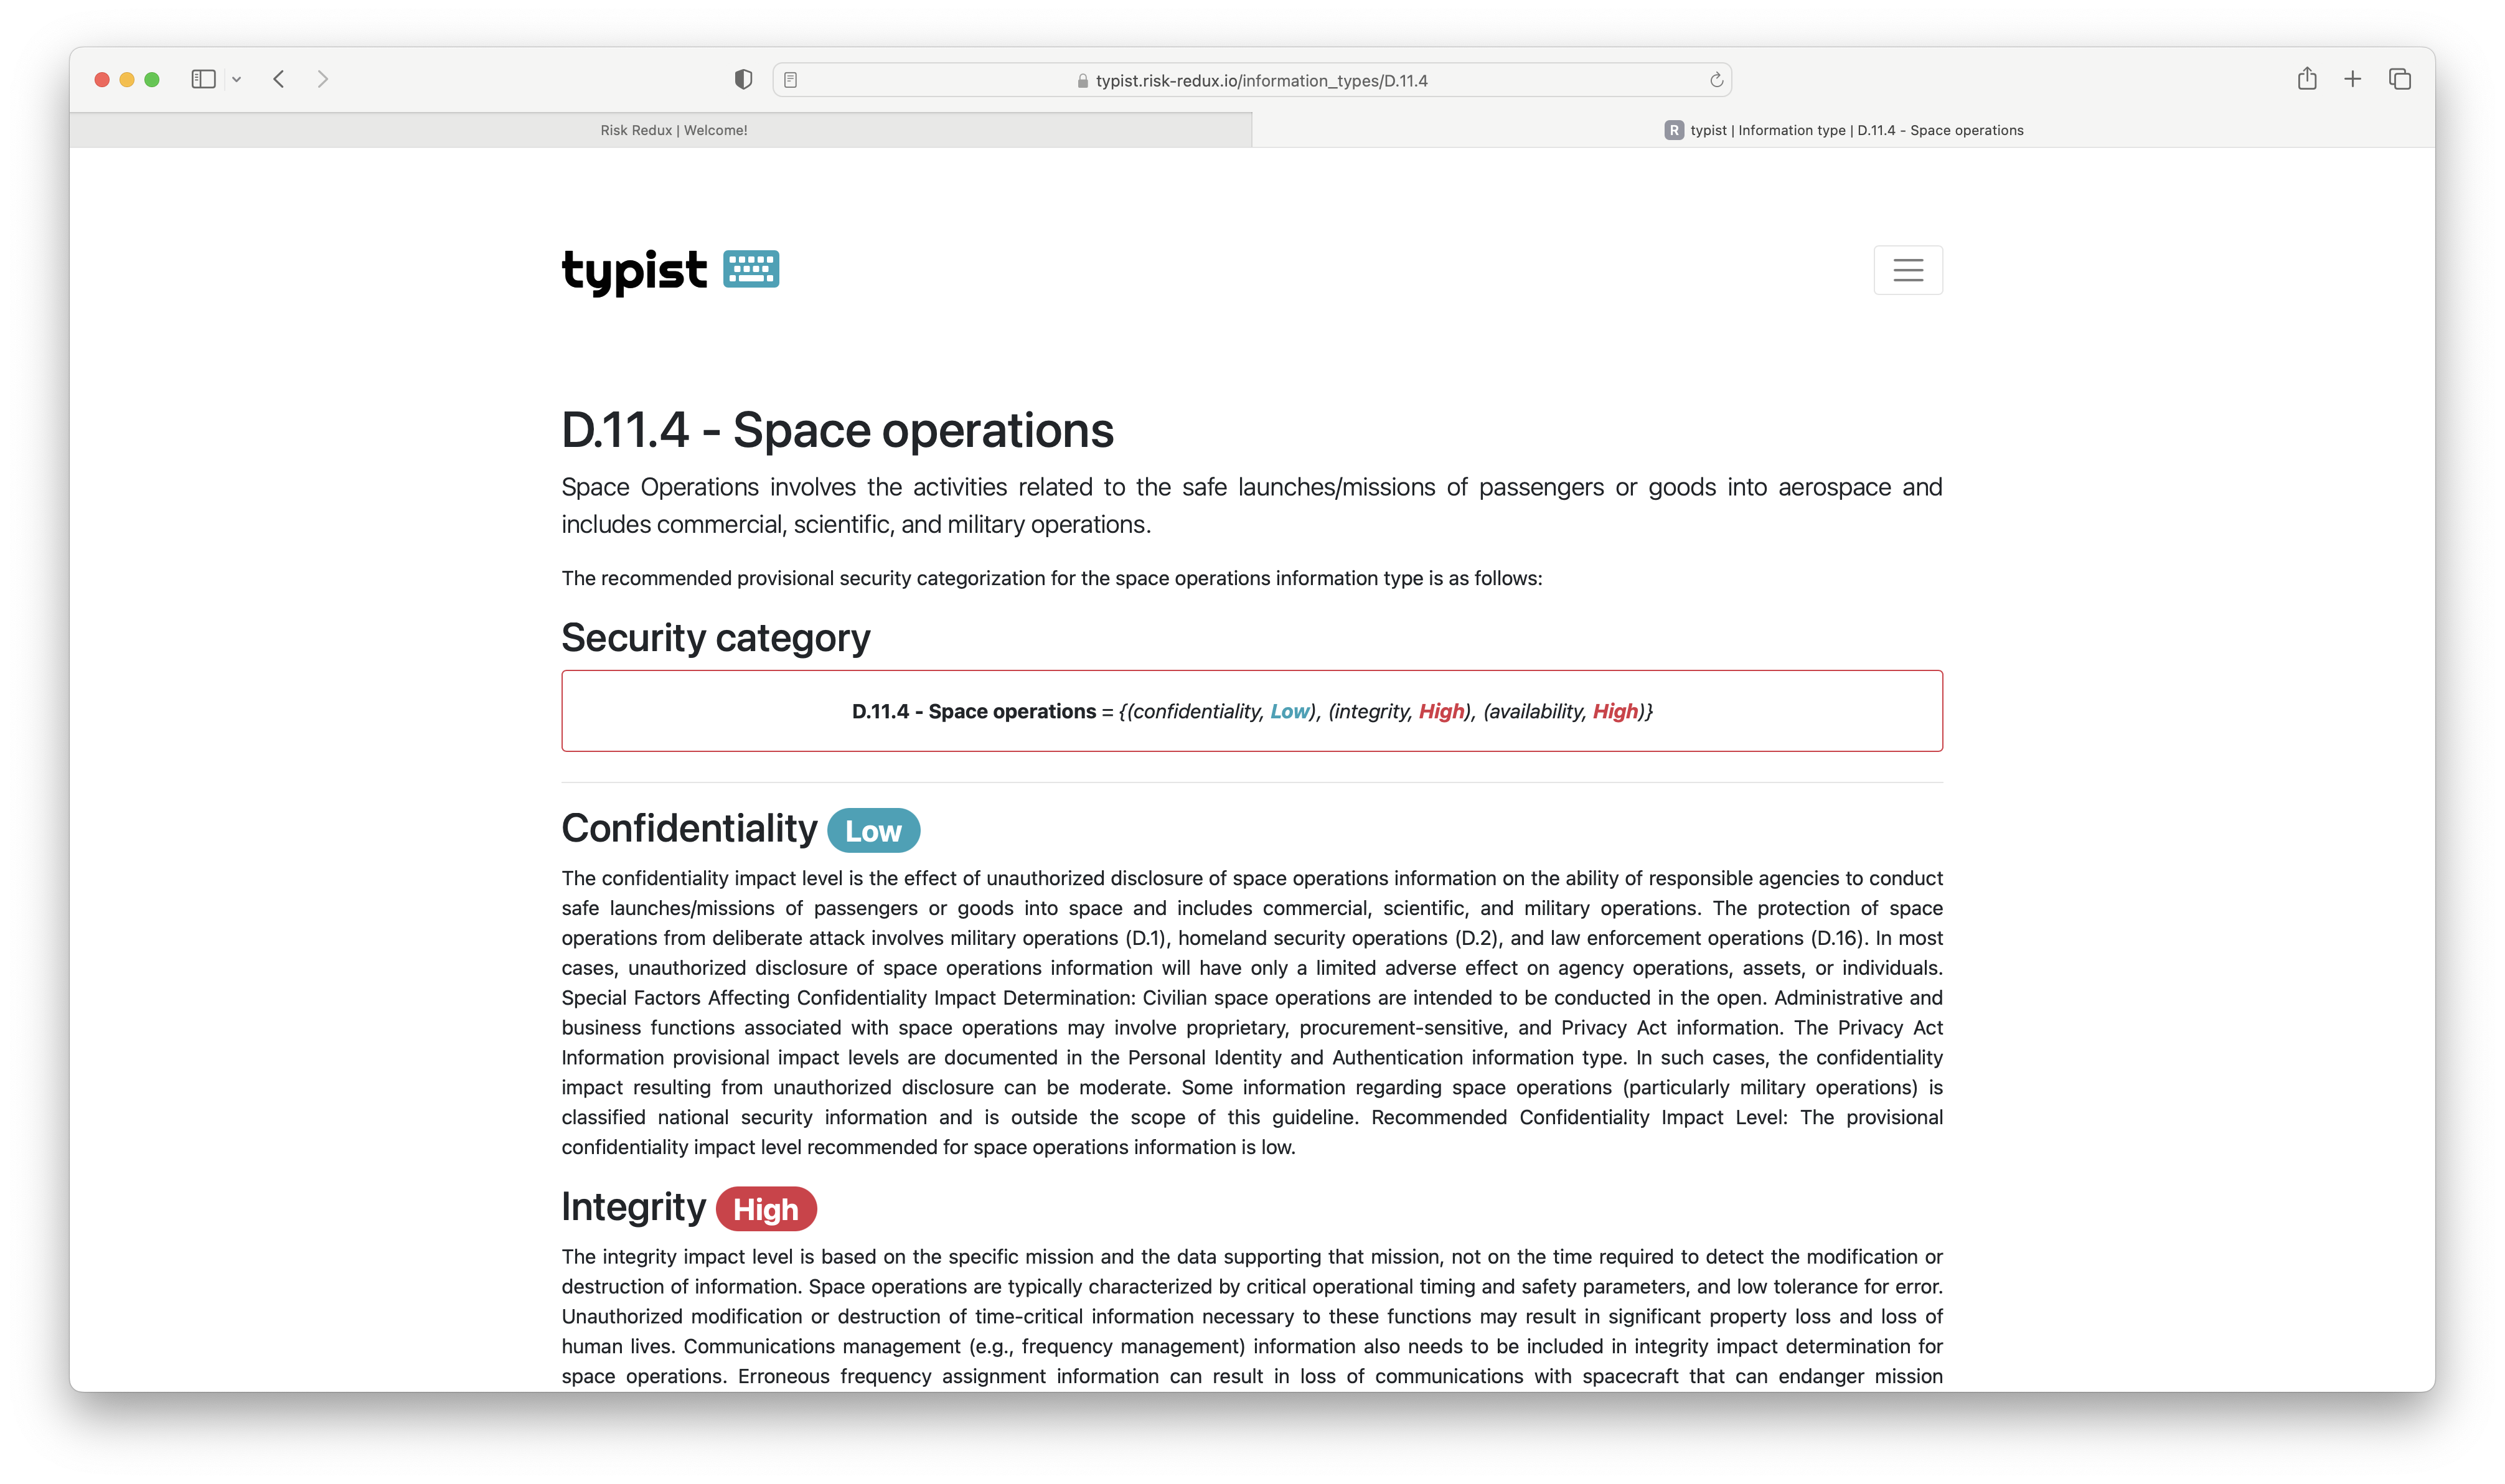 typist.risk-redux.io/information_types/D.11.4
Risk Redux | Welcome!
R typist | Information type | D.11.4 - Space operations
typist
D.11.4 - Space operations
Space Operations involves the activities related to the safe launches/missions of passengers or goods into aerospace and
includes commercial, scientific, and military operations.
The recommended provisional security categorization for the space operations information type is as follows:
Security category
D.11.4 - Space operations = {(confidentiality, Low), (integrity, High), (availability, High)}
Confidentiality Low
The confidentiality impact level is the effect of unauthorized disclosure of space operations information on the ability of responsible agencies to conduct
safe launches/missions of passengers or goods into space and includes commercial, scientific, and military operations. The protection of space
operations from deliberate attack involves military operations (D.1), homeland security operations (D.2), and law enforcement operations (D.16). In most
cases, unauthorized disclosure of space operations information will have only a limited adverse effect on agency operations, assets, or individuals.
Special Factors Affecting Confidentiality Impact Determination: Civilian space operations are intended to be conducted in the open. Administrative and
business functions associated with space operations may involve proprietary, procurement-sensitive, and Privacy Act information. The Privacy Act
Information provisional impact levels are documented in the Personal Identity and Authentication information type. In such cases, the confidentiality
impact resulting from unauthorized disclosure can be moderate. Some information regarding space operations (particularly military operations) is
classified national security information and is outside the scope of this guideline. Recommended Confidentiality Impact Level: The provisional
confidentiality impact level recommended for space operations information is low.
Integrity High
The integrity impact level is based on the specific mission and the data supporting that mission, not on the time required to detect the modification or
destruction of information. Space operations are typically characterized by critical operational timing and safety parameters, and low tolerance for error.
Unauthorized modification or destruction of time-critical information necessary to these functions may result in significant property loss and loss of
human lives. Communications management (e.g., frequency management) information also needs to be included in integrity impact determination for
space operations. Erroneous frequency assignment information can result in loss of communications with spacecraft that can endanger mission